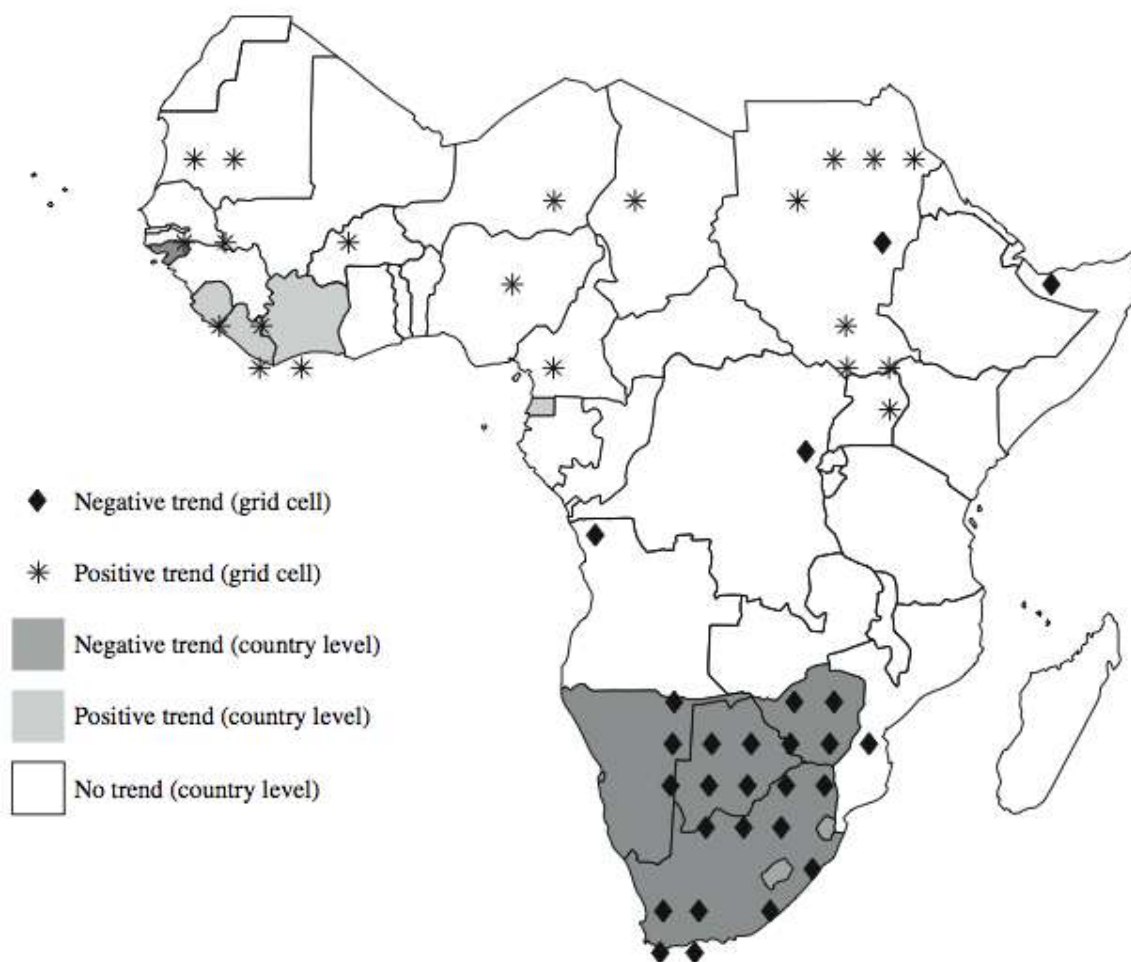 Negative trend (grid cell)
Positive trend (grid cell)
Negative trend (country level)
Positive trend (country level)
No trend (country level)